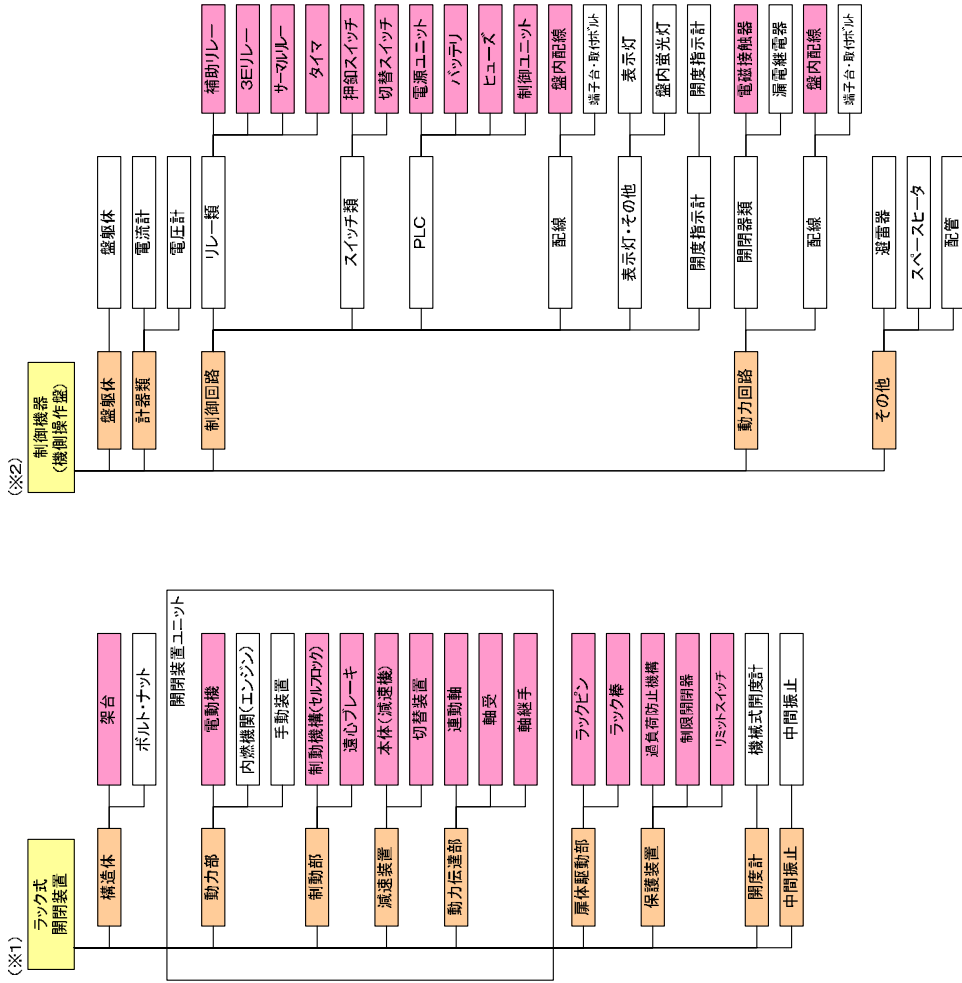 (※1)
ラック式
開閉装置
構造体
架台
ボルト・ナット
開閉装置ユニット
動力部
電動機
内燃機関(エンジン)
手動装置
制動部
制動機構(セルフロック)
遠心ブレーキ
減速装置
本体(減速機)
切替装置
動力伝達部
連動軸
軸受
軸継手
扉体駆動部
ラックピン
ラック棒
保護装置
過負荷防止機構
制限開閉器
リミットスイッチ
開度計
機械式開度計
中間振止
中間振止
(※2)
制御機器
(機側操作盤)
盤躯体
盤躯体
計器類
電流計
電圧計
制御回路
リレー類
補助リレー
3Eリレー
サーマルリレー
タイマ
スイッチ類
押釦スイッチ
切替スイッチ
PLC
電源ユニット
バッテリ
ヒューズ
制御ユニット
配線
盤内配線
端子台・取付ボルト
表示灯・その他
表示灯
盤内蛍光灯
開度指示計
開度指示計
動力回路
開閉器類
電磁接触器
漏電継電器
配線
盤内配線
端子台・取付ボルト
その他
避雷器
スペースヒータ
配管